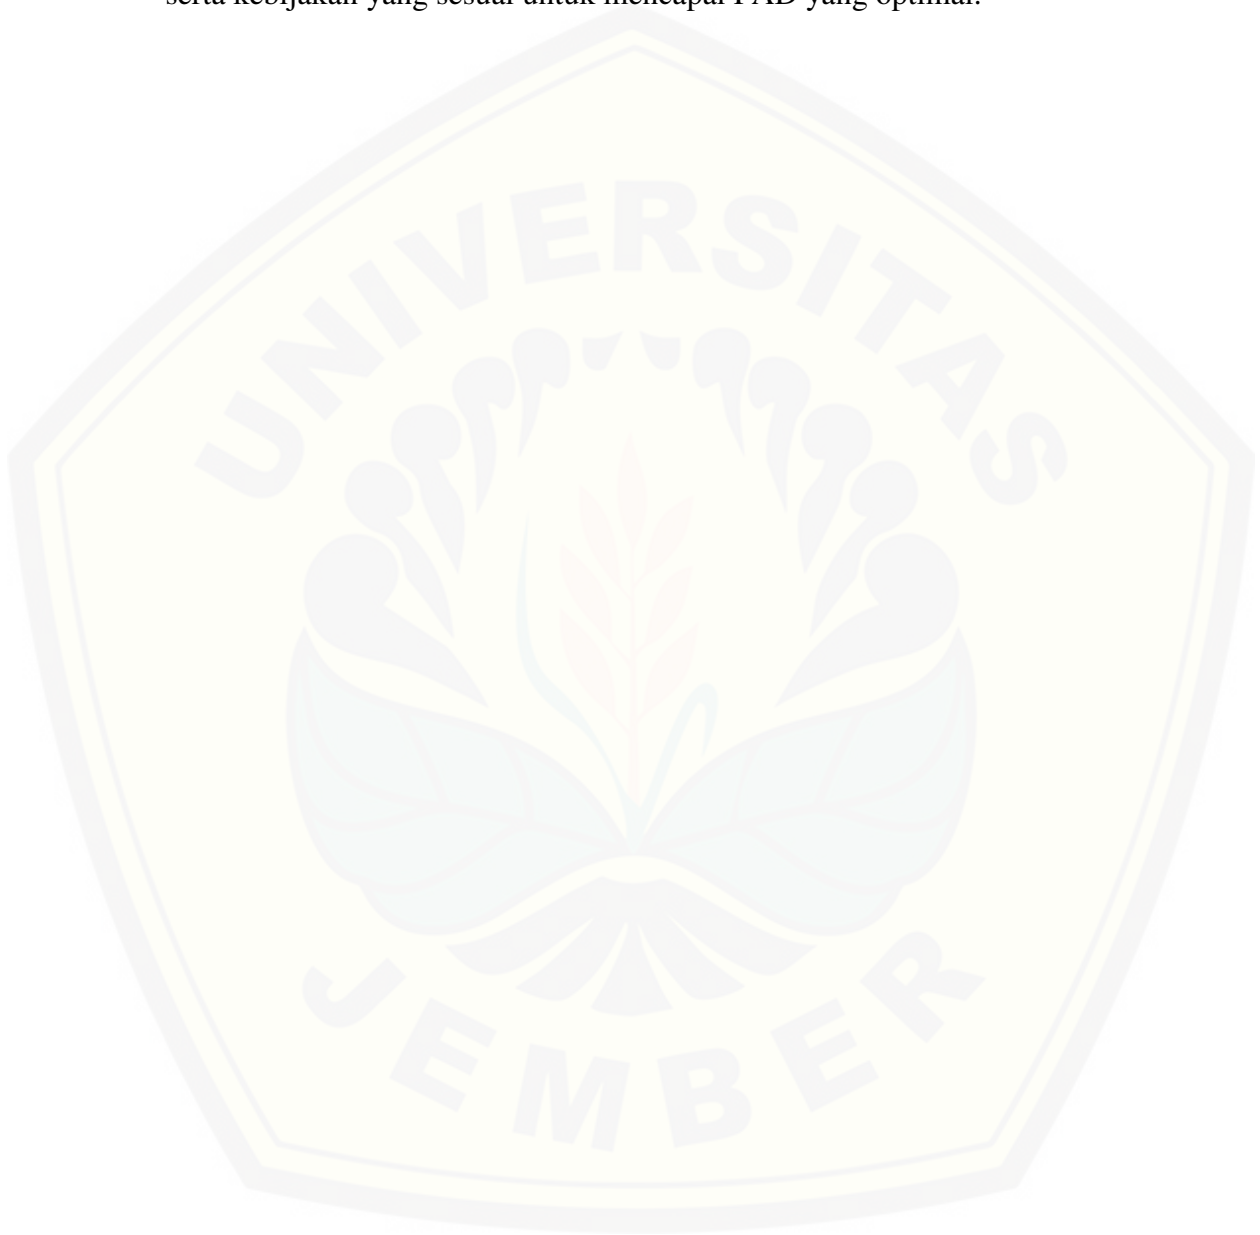 serta kebijakan yang sesuai untuk mencapai PAD yang optimal.
UNIVERSITAS
JEMBER